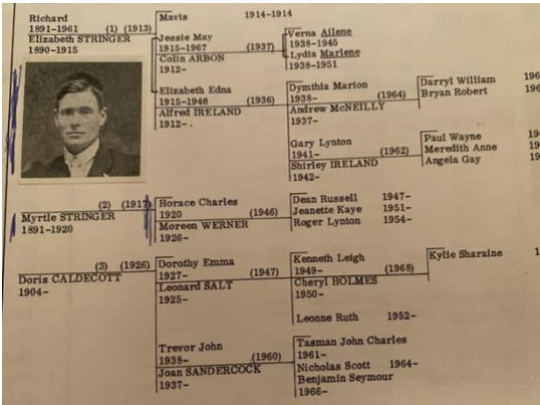 Richard
1891-1961 (1) (1913)
Elizabeth STRINGER
1890-1915
Mavis 1914-1914
Jessie May
1915-1967 (1937)
Colin ARBON
1912-
Verna Ailene
1938-1945
Lydia Marlene
1938-1951
Elizabeth Edna
1915-1946 (1936)
Alfred IRELAND
1912-.
Dymthia Marion
1938- (1964)
Andrew McNEILLY
1937-
Darryl William 196
Bryan Robert 196
Gary Lynton
1941- (1962)
Shirley IRELAND
1942-
Paul Wayne
Meredith Anne
Angela Gay
(2) (1917)
Myrtle STRINGER
1891-1920
Horace Charles
1920 (1946)
Moreen WERNER
1926-
Dean Russell 1947-
Jeanette Kaye 1951-
Roger Lynton 1954-
(3) (1926)
Doris CALDECOTT
1904-
Dorothy Emma
1927- (1947)
Leonard SALT
1925-
Kenneth Leigh
1949- (1968)
Cheryl HOLMES
1950-
Kylie Sharaine
Leonne Ruth 1952-
Trevor John
1938- (1960)
Joan SANDERCOCK
1937-
Tasman John Charles
1961-
Nicholas Scott 1964-
Benjamin Seymour
1966-